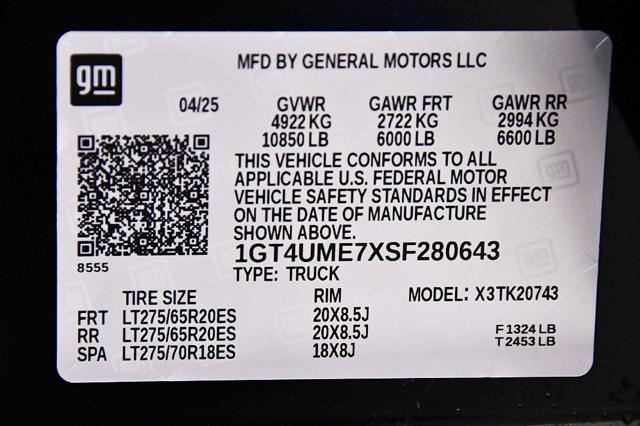 gm
MFD BY GENERAL MOTORS LLC
04/25 GVWR GAWR FRT GAWR RR
4922 KG 2722 KG 2994 KG
10850 LB 6000 LB 6600 LB
THIS VEHICLE CONFORMS TO ALL
APPLICABLE U.S. FEDERAL MOTOR
VEHICLE SAFETY STANDARDS IN EFFECT
ON THE DATE OF MANUFACTURE
SHOWN ABOVE.
1GT4UME7XSF280643
8555
TYPE: TRUCK
TIRE SIZE RIM MODEL: X3TK20743
FRT LT275/65R20ES 20X8.5J
RR LT275/65R20ES 20X8.5J
SPA LT275/70R18ES 18X8J
F1324 LB
T2453 LB